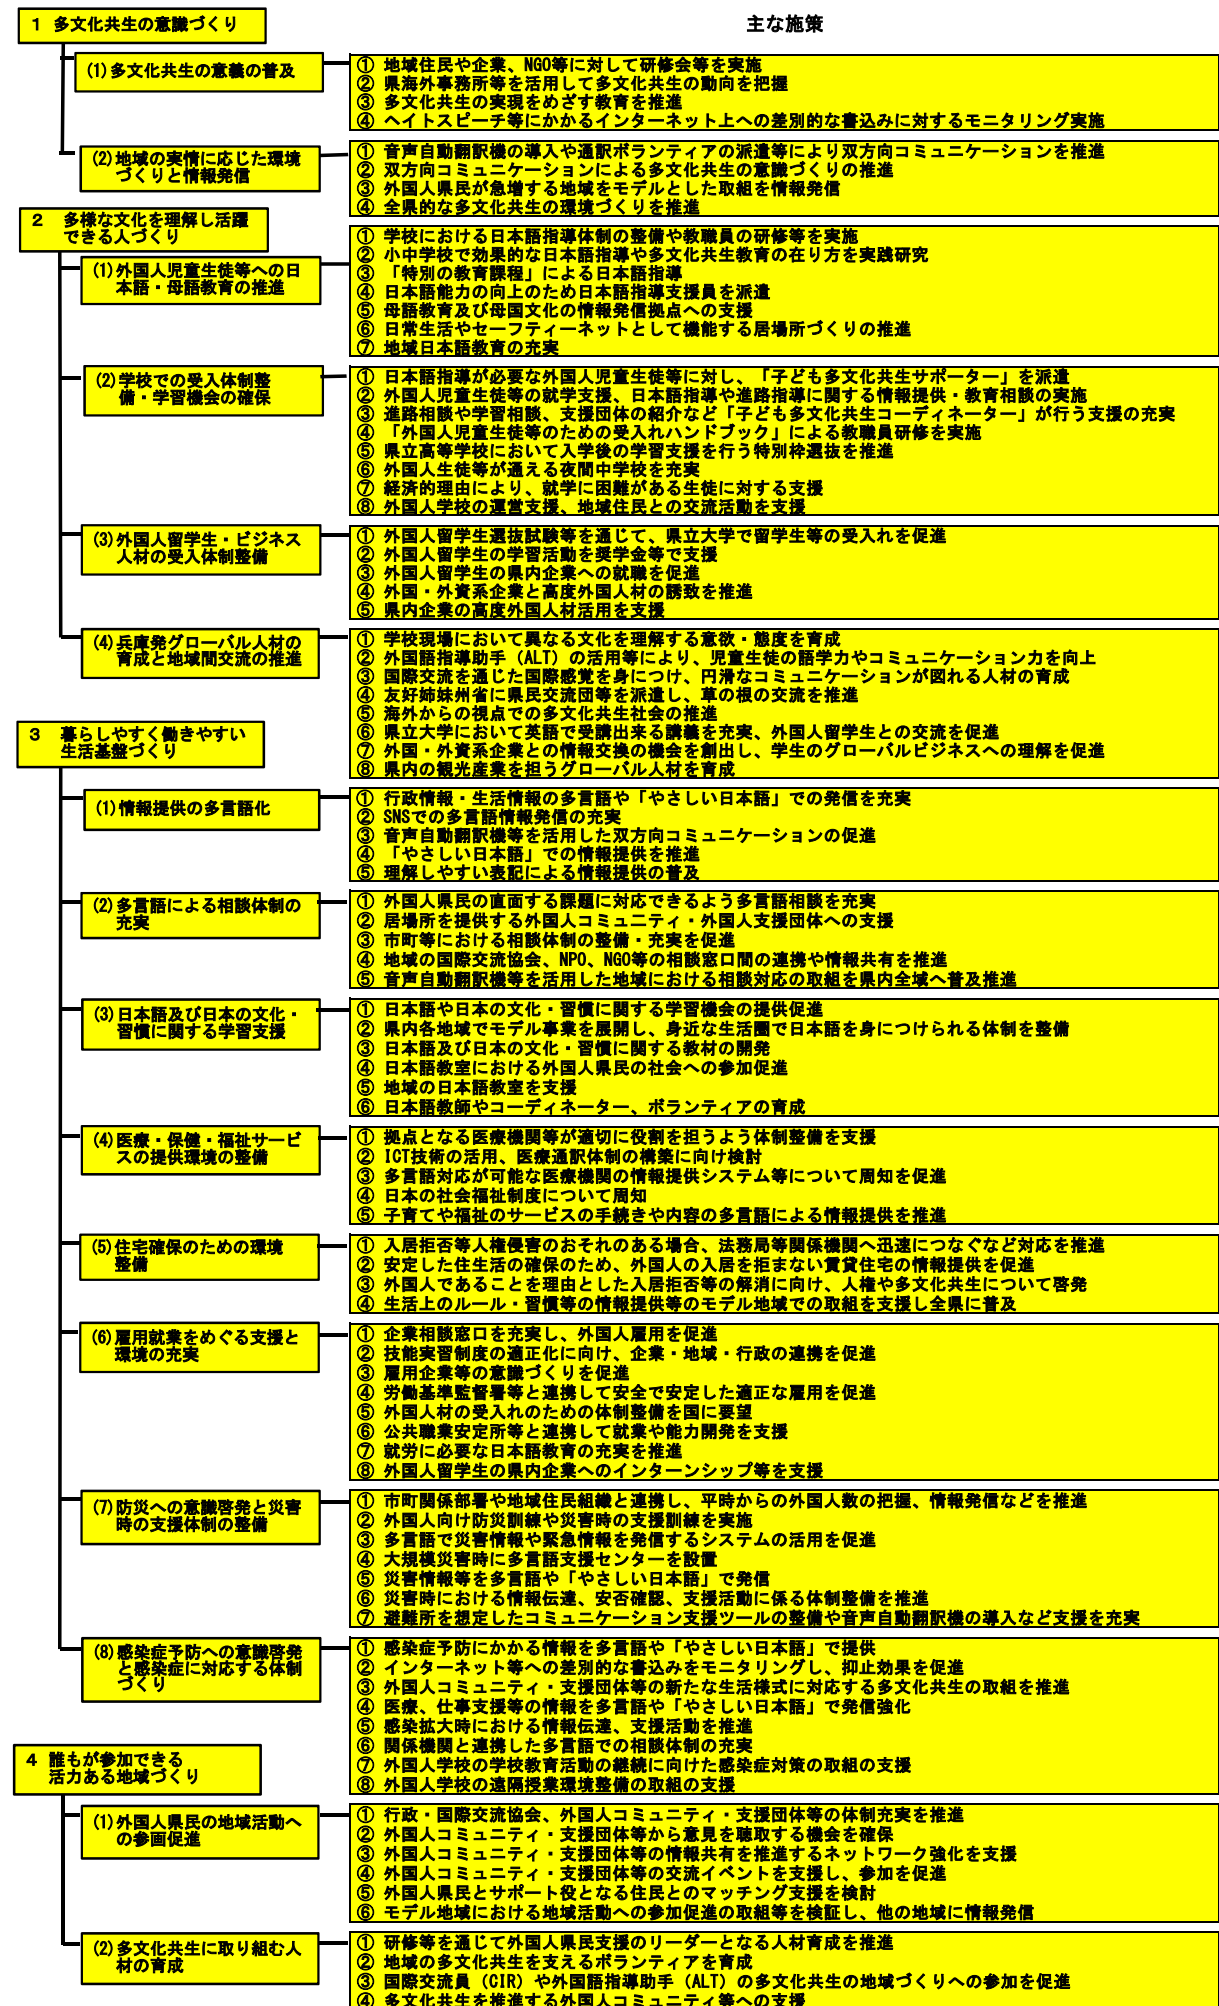 1 多文化共生の意識づくり
主な施策
(1)多文化共生の意義の普及
① 地域住民や企業、NGO等に対して研修会等を実施
② 県海外事務所等を活用して多文化共生の動向を把握
③ 多文化共生の実現をめざす教育を推進
④ ヘイトスピーチ等にかかるインターネット上への差別的な書込みに対するモニタリング実施
(2)地域の実情に応じた環境
づくりと情報発信
① 音声自動翻訳機の導入や通訳ボランティアの派遣等により双方向コミュニケーションを推進
② 双方向コミュニケーションによる多文化共生の意識づくりの推進
③ 外国人県民が急増する地域をモデルとした取組を情報発信
④ 全県的な多文化共生の環境づくりを推進
2 多様な文化を理解し活躍
できる人づくり
(1)外国人児童生徒等への日
本語・母語教育の推進
① 学校における日本語指導体制の整備や教職員の研修等を実施
② 小中学校で効果的な日本語指導や多文化共生教育の在り方を実践研究
③ 「特別の教育課程」による日本語指導
④ 日本語能力の向上のため日本語指導支援員を派遣
⑤ 母語教育及び母国文化の情報発信拠点への支援
⑥ 日常生活やセーフティーネットとして機能する居場所づくりの推進
⑦ 地域日本語教育の充実
(2)学校での受入体制整
備・学習機会の確保
① 日本語指導が必要な外国人児童生徒等に対し、「子ども多文化共生サポーター」を派遣
② 外国人児童生徒等の就学支援、日本語指導や進路指導に関する情報提供・教育相談の実施
③ 進路相談や学習相談、支援団体の紹介など「子ども多文化共生コーディネーター」が行う支援の充実
④ 「外国人児童生徒等のための受入れハンドブック」による教職員研修を実施
⑤ 県立高等学校において入学後の学習支援を行う特別枠選抜を推進
⑥ 外国人生徒等が通える夜間中学校を充実
⑦ 経済的理由により、就学に困難がある生徒に対する支援
⑧ 外国人学校の運営支援、地域住民との交流活動を支援
(3)外国人留学生・ビジネス
人材の受入体制整備
① 外国人留学生選抜試験等を通じて、県立大学で留学生等の受入れを促進
② 外国人留学生の学習活動を奨学金等で支援
③ 外国人留学生の県内企業への就職を促進
④ 外国・外資系企業と高度外国人材の誘致を推進
⑤ 県内企業の高度外国人材活用を支援
(4)兵庫発グローバル人材の
育成と地域間交流の推進
① 学校現場において異なる文化を理解する意欲・態度を育成
② 外国語指導助手（ALT）の活用等により、児童生徒の語学力やコミュニケーション力を向上
③ 国際交流を通じた国際感覚を身につけ、円滑なコミュニケーションが図れる人材の育成
④ 友好姉妹州省に県民交流団等を派遣し、草の根の交流を推進
⑤ 海外からの視点での多文化共生社会の推進
⑥ 県立大学において英語で受講出来る講義を充実、外国人留学生との交流を促進
⑦ 外国・外資系企業との情報交換の機会を創出し、学生のグローバルビジネスへの理解を促進
⑧ 県内の観光産業を担うグローバル人材を育成
3 暮らしやすく働きやすい
生活基盤づくり
(1)情報提供の多言語化
① 行政情報・生活情報の多言語や「やさしい日本語」での発信を充実
② SNSでの多言語情報発信の充実
③ 音声自動翻訳機等を活用した双方向コミュニケーションの促進
④ 「やさしい日本語」での情報提供を推進
⑤ 理解しやすい表記による情報提供の普及
(2)多言語による相談体制の
充実
① 外国人県民の直面する課題に対応できるよう多言語相談を充実
② 居場所を提供する外国人コミュニティ・外国人支援団体への支援
③ 市町等における相談体制の整備・充実を促進
④ 地域の国際交流協会、NPO、NGO等の相談窓口間の連携や情報共有を推進
⑤ 音声自動翻訳機等を活用した地域における相談対応の取組を県内全域へ普及推進
(3)日本語及び日本の文化・
習慣に関する学習支援
① 日本語や日本の文化・習慣に関する学習機会の提供促進
② 県内各地域でモデル事業を展開し、身近な生活圏で日本語を身につけられる体制を整備
③ 日本語及び日本の文化・習慣に関する教材の開発
④ 日本語教室における外国人県民の社会への参加促進
⑤ 地域の日本語教室を支援
⑥ 日本語教師やコーディネーター、ボランティアの育成
(4)医療・保健・福祉サービ
スの提供環境の整備
① 拠点となる医療機関等が適切に役割を担うよう体制整備を支援
② ICT技術の活用、医療通訳体制の構築に向け検討
③ 多言語対応が可能な医療機関の情報提供システム等について周知を促進
④ 日本の社会福祉制度について周知
⑤ 子育てや福祉のサービスの手続きや内容の多言語による情報提供を推進
(5)住宅確保のための環境
整備
① 入居拒否等人権侵害のおそれのある場合、法務局等関係機関へ迅速につなぐなど対応を推進
② 安定した住生活の確保のため、外国人の入居を拒まない賃貸住宅の情報提供を促進
③ 外国人であることを理由とした入居拒否等の解消に向け、人権や多文化共生について啓発
④ 生活上のルール・習慣等の情報提供等のモデル地域での取組を支援し全県に普及
(6)雇用就業をめぐる支援と
環境の充実
① 企業相談窓口を充実し、外国人雇用を促進
② 技能実習制度の適正化に向け、企業・地域・行政の連携を促進
③ 雇用企業等の意識づくりを促進
④ 労働基準監督署等と連携して安全で安定した適正な雇用を促進
⑤ 外国人材の受入れのための体制整備を国に要望
⑥ 公共職業安定所等と連携して就業や能力開発を支援
⑦ 就労に必要な日本語教育の充実を推進
⑧ 外国人留学生の県内企業へのインターンシップ等を支援
(7)防災への意識啓発と災害
時の支援体制の整備
① 市町関係部署や地域住民組織と連携し、平時からの外国人数の把握、情報発信などを推進
② 外国人向け防災訓練や災害時の支援訓練を実施
③ 多言語で災害情報や緊急情報を発信するシステムの活用を促進
④ 大規模災害時に多言語支援センターを設置
⑤ 災害情報等を多言語や「やさしい日本語」で発信
⑥ 災害時における情報伝達、安否確認、支援活動に係る体制整備を推進
⑦ 避難所を想定したコミュニケーション支援ツールの整備や音声自動翻訳機の導入など支援を充実
(8)感染症予防への意識啓発
と感染症に対応する体制
づくり
① 感染症予防にかかる情報を多言語や「やさしい日本語」で提供
② インターネット等への差別的な書込みをモニタリングし、抑止効果を促進
③ 外国人コミュニティ・支援団体等の新たな生活様式に対応する多文化共生の取組を推進
④ 医療、仕事支援等の情報を多言語や「やさしい日本語」で発信強化
⑤ 感染拡大時における情報伝達、支援活動を推進
⑥ 関係機関と連携した多言語での相談体制の充実
⑦ 外国人学校の学校教育活動の継続に向けた感染症対策の取組の支援
⑧ 外国人学校の遠隔授業環境整備の取組の支援
4 誰もが参加できる
活力ある地域づくり
(1)外国人県民の地域活動へ
の参画促進
① 行政・国際交流協会、外国人コミュニティ・支援団体等の体制充実を推進
② 外国人コミュニティ・支援団体等から意見を聴取する機会を確保
③ 外国人コミュニティ・支援団体等の情報共有を推進するネットワーク強化を支援
④ 外国人コミュニティ・支援団体等の交流イベントを支援し、参加を促進
⑤ 外国人県民とサポート役となる住民とのマッチング支援を検討
⑥ モデル地域における地域活動への参加促進の取組等を検証し、他の地域に情報発信
(2)多文化共生に取り組む人
材の育成
① 研修等を通じて外国人県民支援のリーダーとなる人材育成を推進
② 地域の多文化共生を支えるボランティアを育成
③ 国際交流員（CIR）や外国語指導助手（ALT）の多文化共生の地域づくりへの参加を促進
④ 多文化共生を推進する外国人コミュニティ等への支援